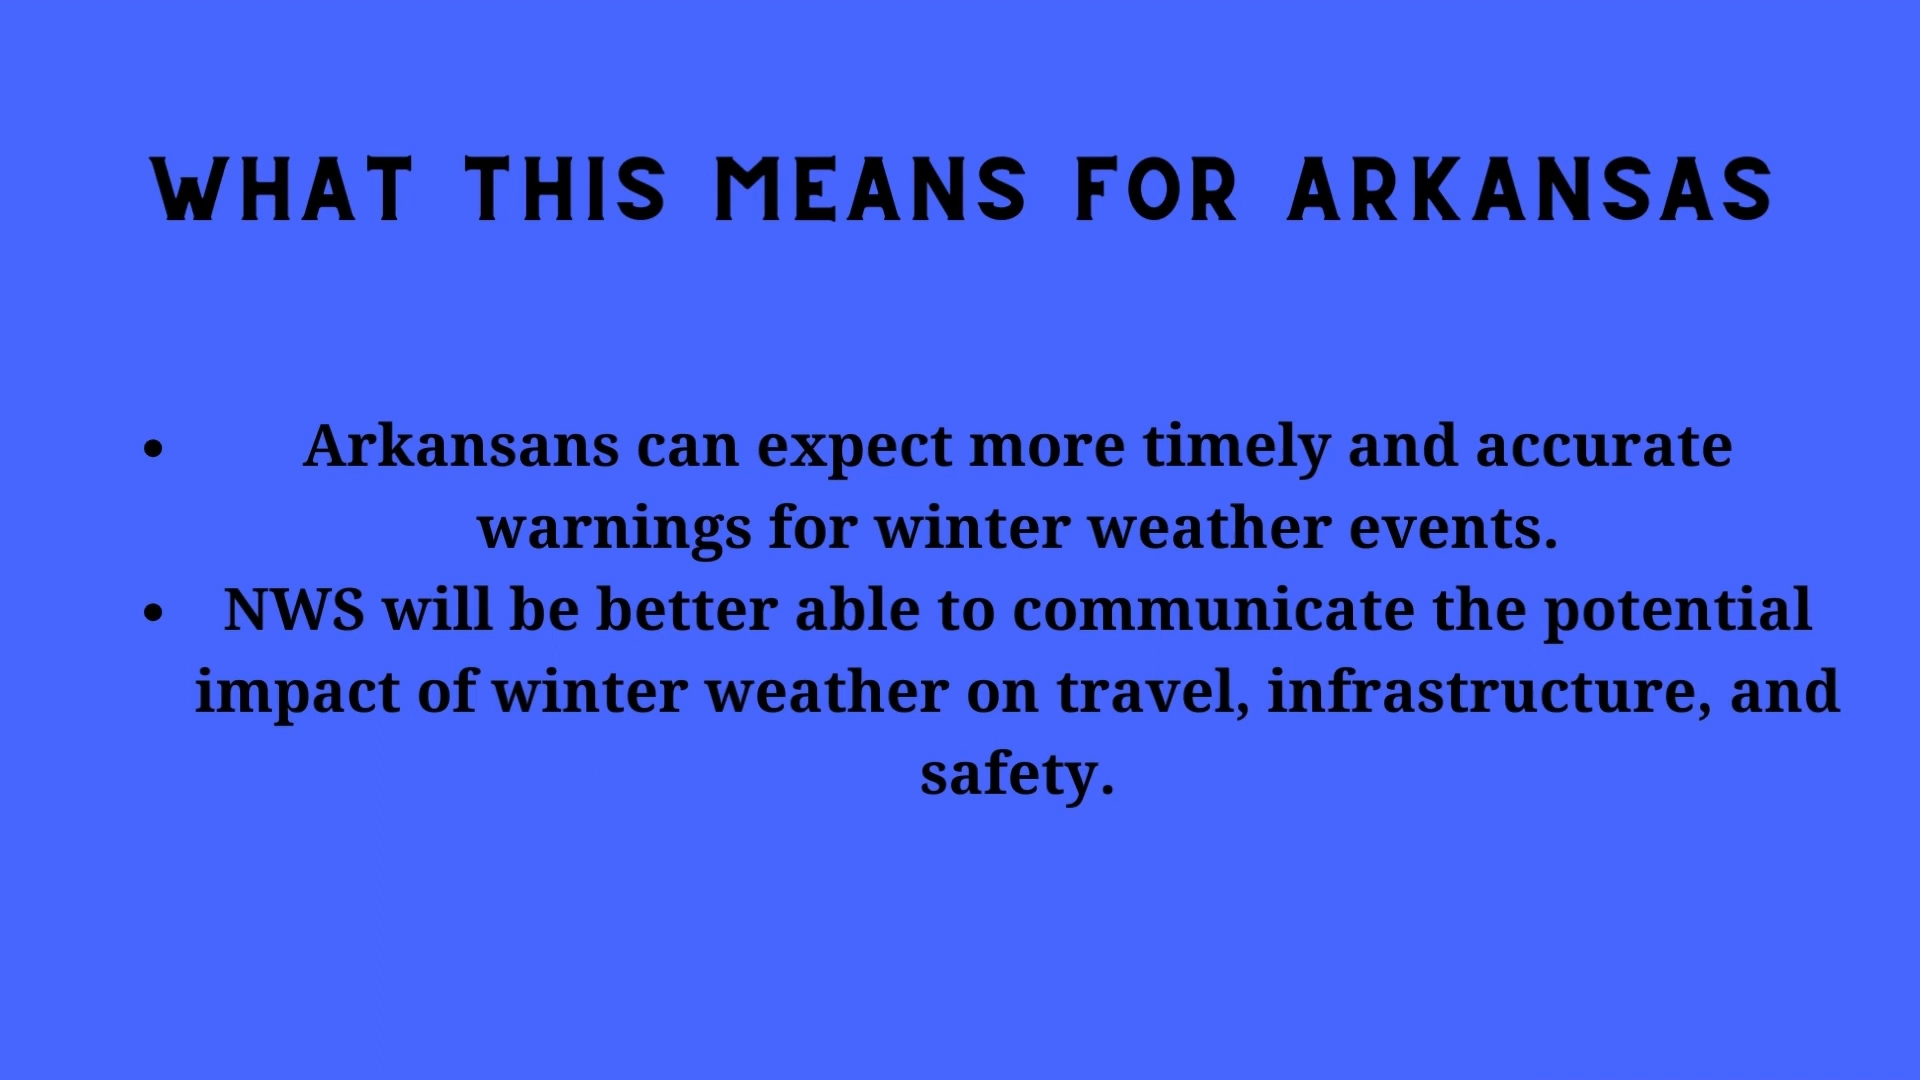 WHAT THIS MEANS FOR ARKANSAS
• Arkansans can expect more timely and accurate
warnings for winter weather events.
• NWS will be better able to communicate the potential
impact of winter weather on travel, infrastructure, and
safety.